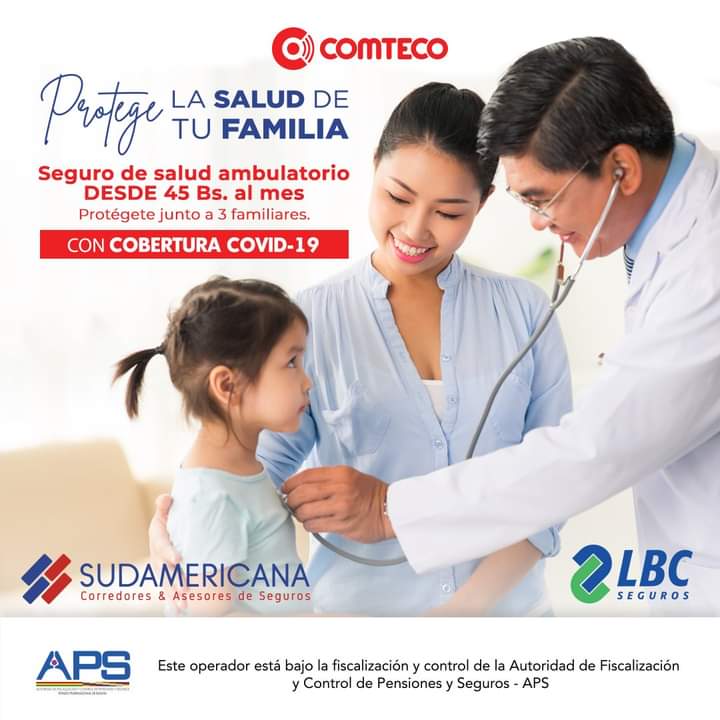 COMTECO
Protege LA SALUD DE
TU FAMILIA
Seguro de salud ambulatorio
DESDE 45 Bs. al mes
Protégete junto a 3 familiares.
CON COBERTURA COVID-19
SUDAMERICANA
Corredores & Asesores de Seguros
LBC
SEGUROS
APS
Este operador está bajo la fiscalización y control de la Autoridad de Fiscalización
y Control de Pensiones y Seguros - APS